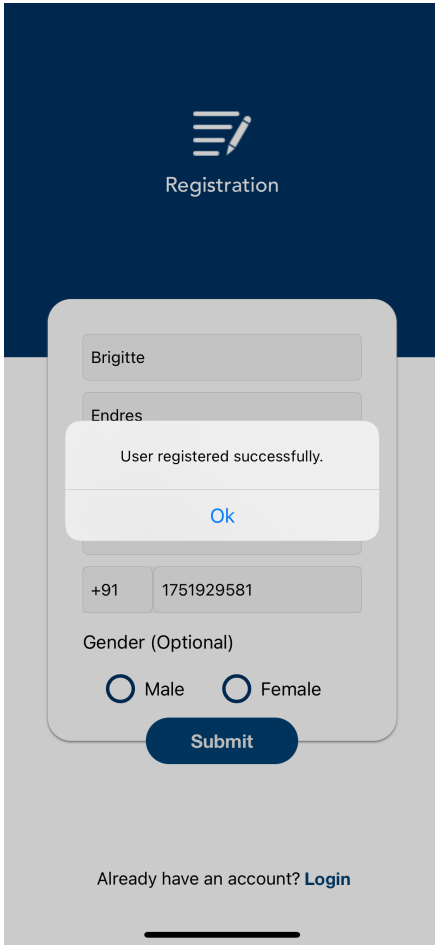 Registration
Brigitte
Endres
User registered successfully.
Ok
+91 1751929581
Gender (Optional)
Male Female
Submit
Already have an account? Login